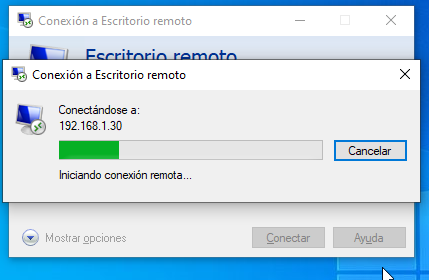 Conexión a Escritorio remoto
Escritorio remoto
Conexión a Escritorio remoto
Conectándose a:
192.168.1.30
Cancelar
Iniciando conexión remota...
Mostrar opciones
Conectar
Ayuda